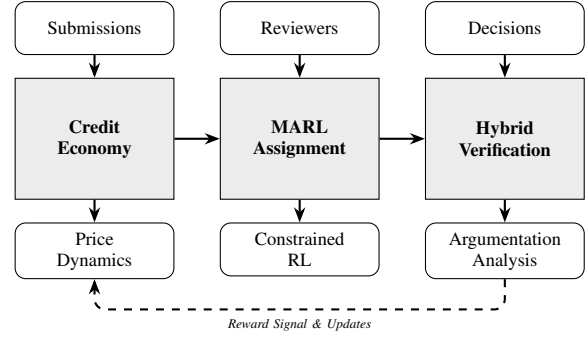 Submissions
Reviewers
Decisions
Credit
Economy
MARL
Assignment
Hybrid
Verification
Price
Dynamics
Constrained
RL
Argumentation
Analysis
Reward Signal & Updates